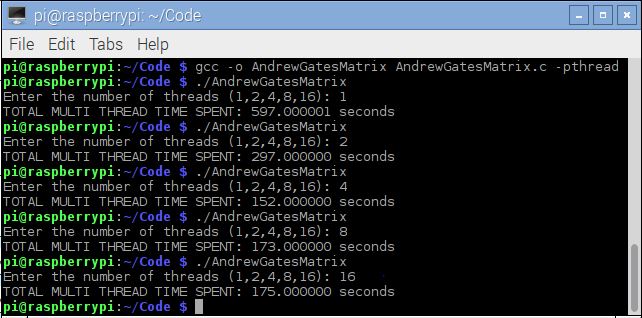 pi@raspberrypi: ~/Code
File Edit Tabs Help
pi@raspberrypi:~/Code $ gcc -o AndrewGatesMatrix AndrewGatesMatrix.c -pthread
pi@raspberrypi:~/Code $ ./AndrewGatesMatrix
Enter the number of threads (1,2,4,8,16): 1
TOTAL MULTI THREAD TIME SPENT: 597.000001 seconds
pi@raspberrypi:~/Code $ ./AndrewGatesMatrix
Enter the number of threads (1,2,4,8,16): 2
TOTAL MULTI THREAD TIME SPENT: 297.000000 seconds
pi@raspberrypi:~/Code $ ./AndrewGatesMatrix
Enter the number of threads (1,2,4,8,16): 4
TOTAL MULTI THREAD TIME SPENT: 152.000000 seconds
pi@raspberrypi:~/Code $ ./AndrewGatesMatrix
Enter the number of threads (1,2,4,8,16): 8
TOTAL MULTI THREAD TIME SPENT: 173.000000 seconds
pi@raspberrypi:~/Code $ ./AndrewGatesMatrix
Enter the number of threads (1,2,4,8,16): 16
TOTAL MULTI THREAD TIME SPENT: 175.000000 seconds
pi@raspberrypi:~/Code $